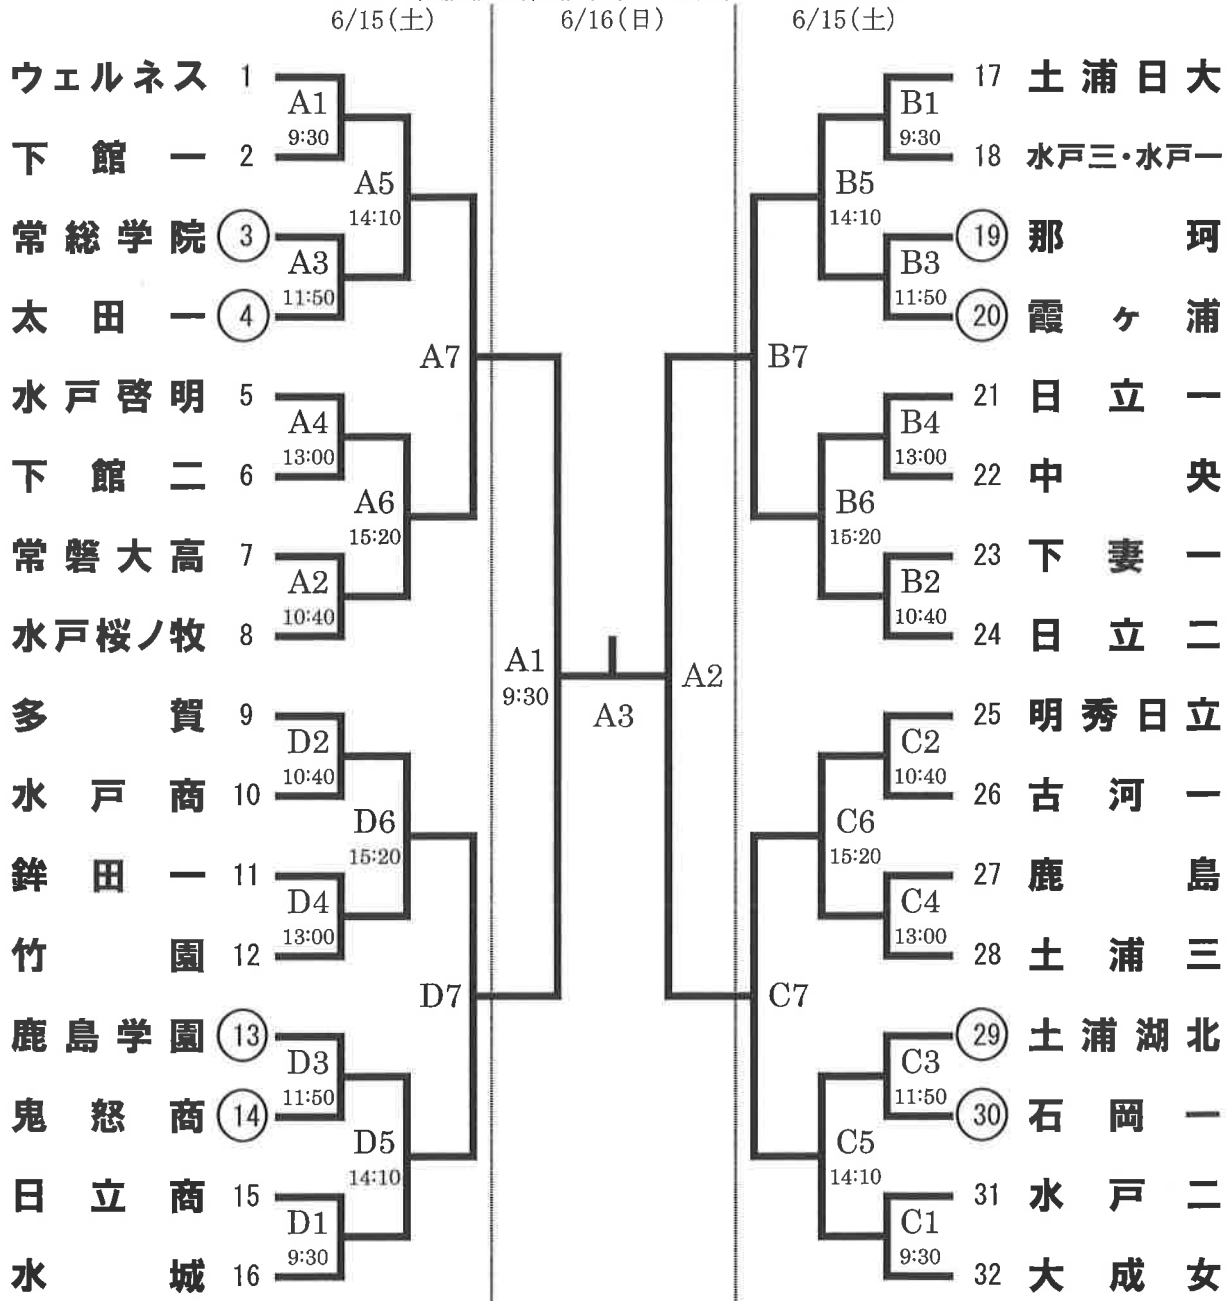 6/15(土) 6/16(日) 6/15(土)
ウェルネス 1 17 土浦日大
A1 B1
9:30 9:30
下館一 2 18 水戸三・水戸一
A5 B5
14:10 14:10
常総学院 3 19 那珂
A3 B3
11:50 11:50
太田一 4 20 霞ヶ浦
A7 B7
水戸啓明 5 21 日立一
A4 B4
13:00 13:00
下館二 6 22 中央
A6 B6
15:20 15:20
常磐大高 7 23 下妻一
A2 B2
10:40 10:40
水戸桜ノ牧 8 24 日立二
A1 A2
9:30
A3
多賀 9 25 明秀日立
D2 C2
10:40 10:40
水戸商 10 26 古河一
D6 C6
15:20 15:20
鉾田一 11 27 鹿島
D4 C4
13:00 13:00
竹園 12 28 土浦三
D7 C7
鹿島学園 13 29 土浦湖北
D3 C3
11:50 11:50
鬼怒商 14 30 石岡一
D5 C5
14:10 14:10
日立商 15 31 水戸二
D1 C1
9:30 9:30
水城 16 32 大成女